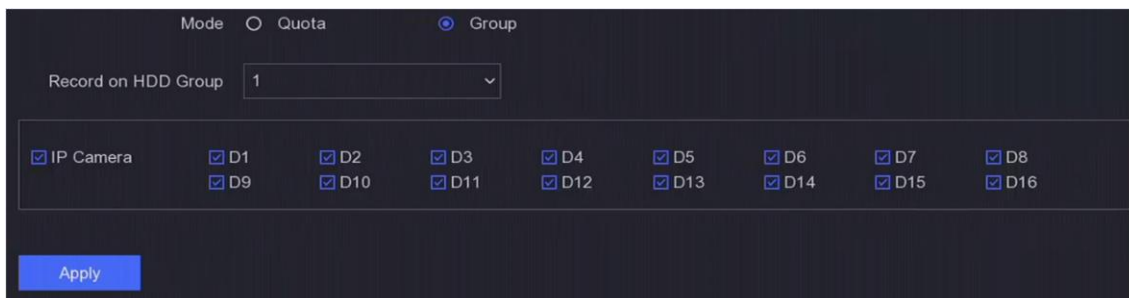 Mode Quota Group
Record on HDD Group 1
IP Camera D1 D2 D3 D4 D5 D6 D7 D8
D9 D10 D11 D12 D13 D14 D15 D16
Apply